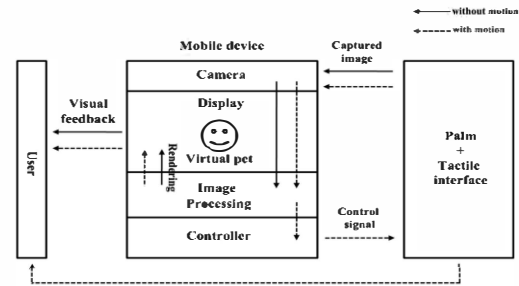 without motion
with motion
Mobile device
Captured
image
Camera
Visual
feedback
Display
Virtual pet
Rendering
User
Palm
+
Tactile
interface
Image
Processing
Controller
Control
signal